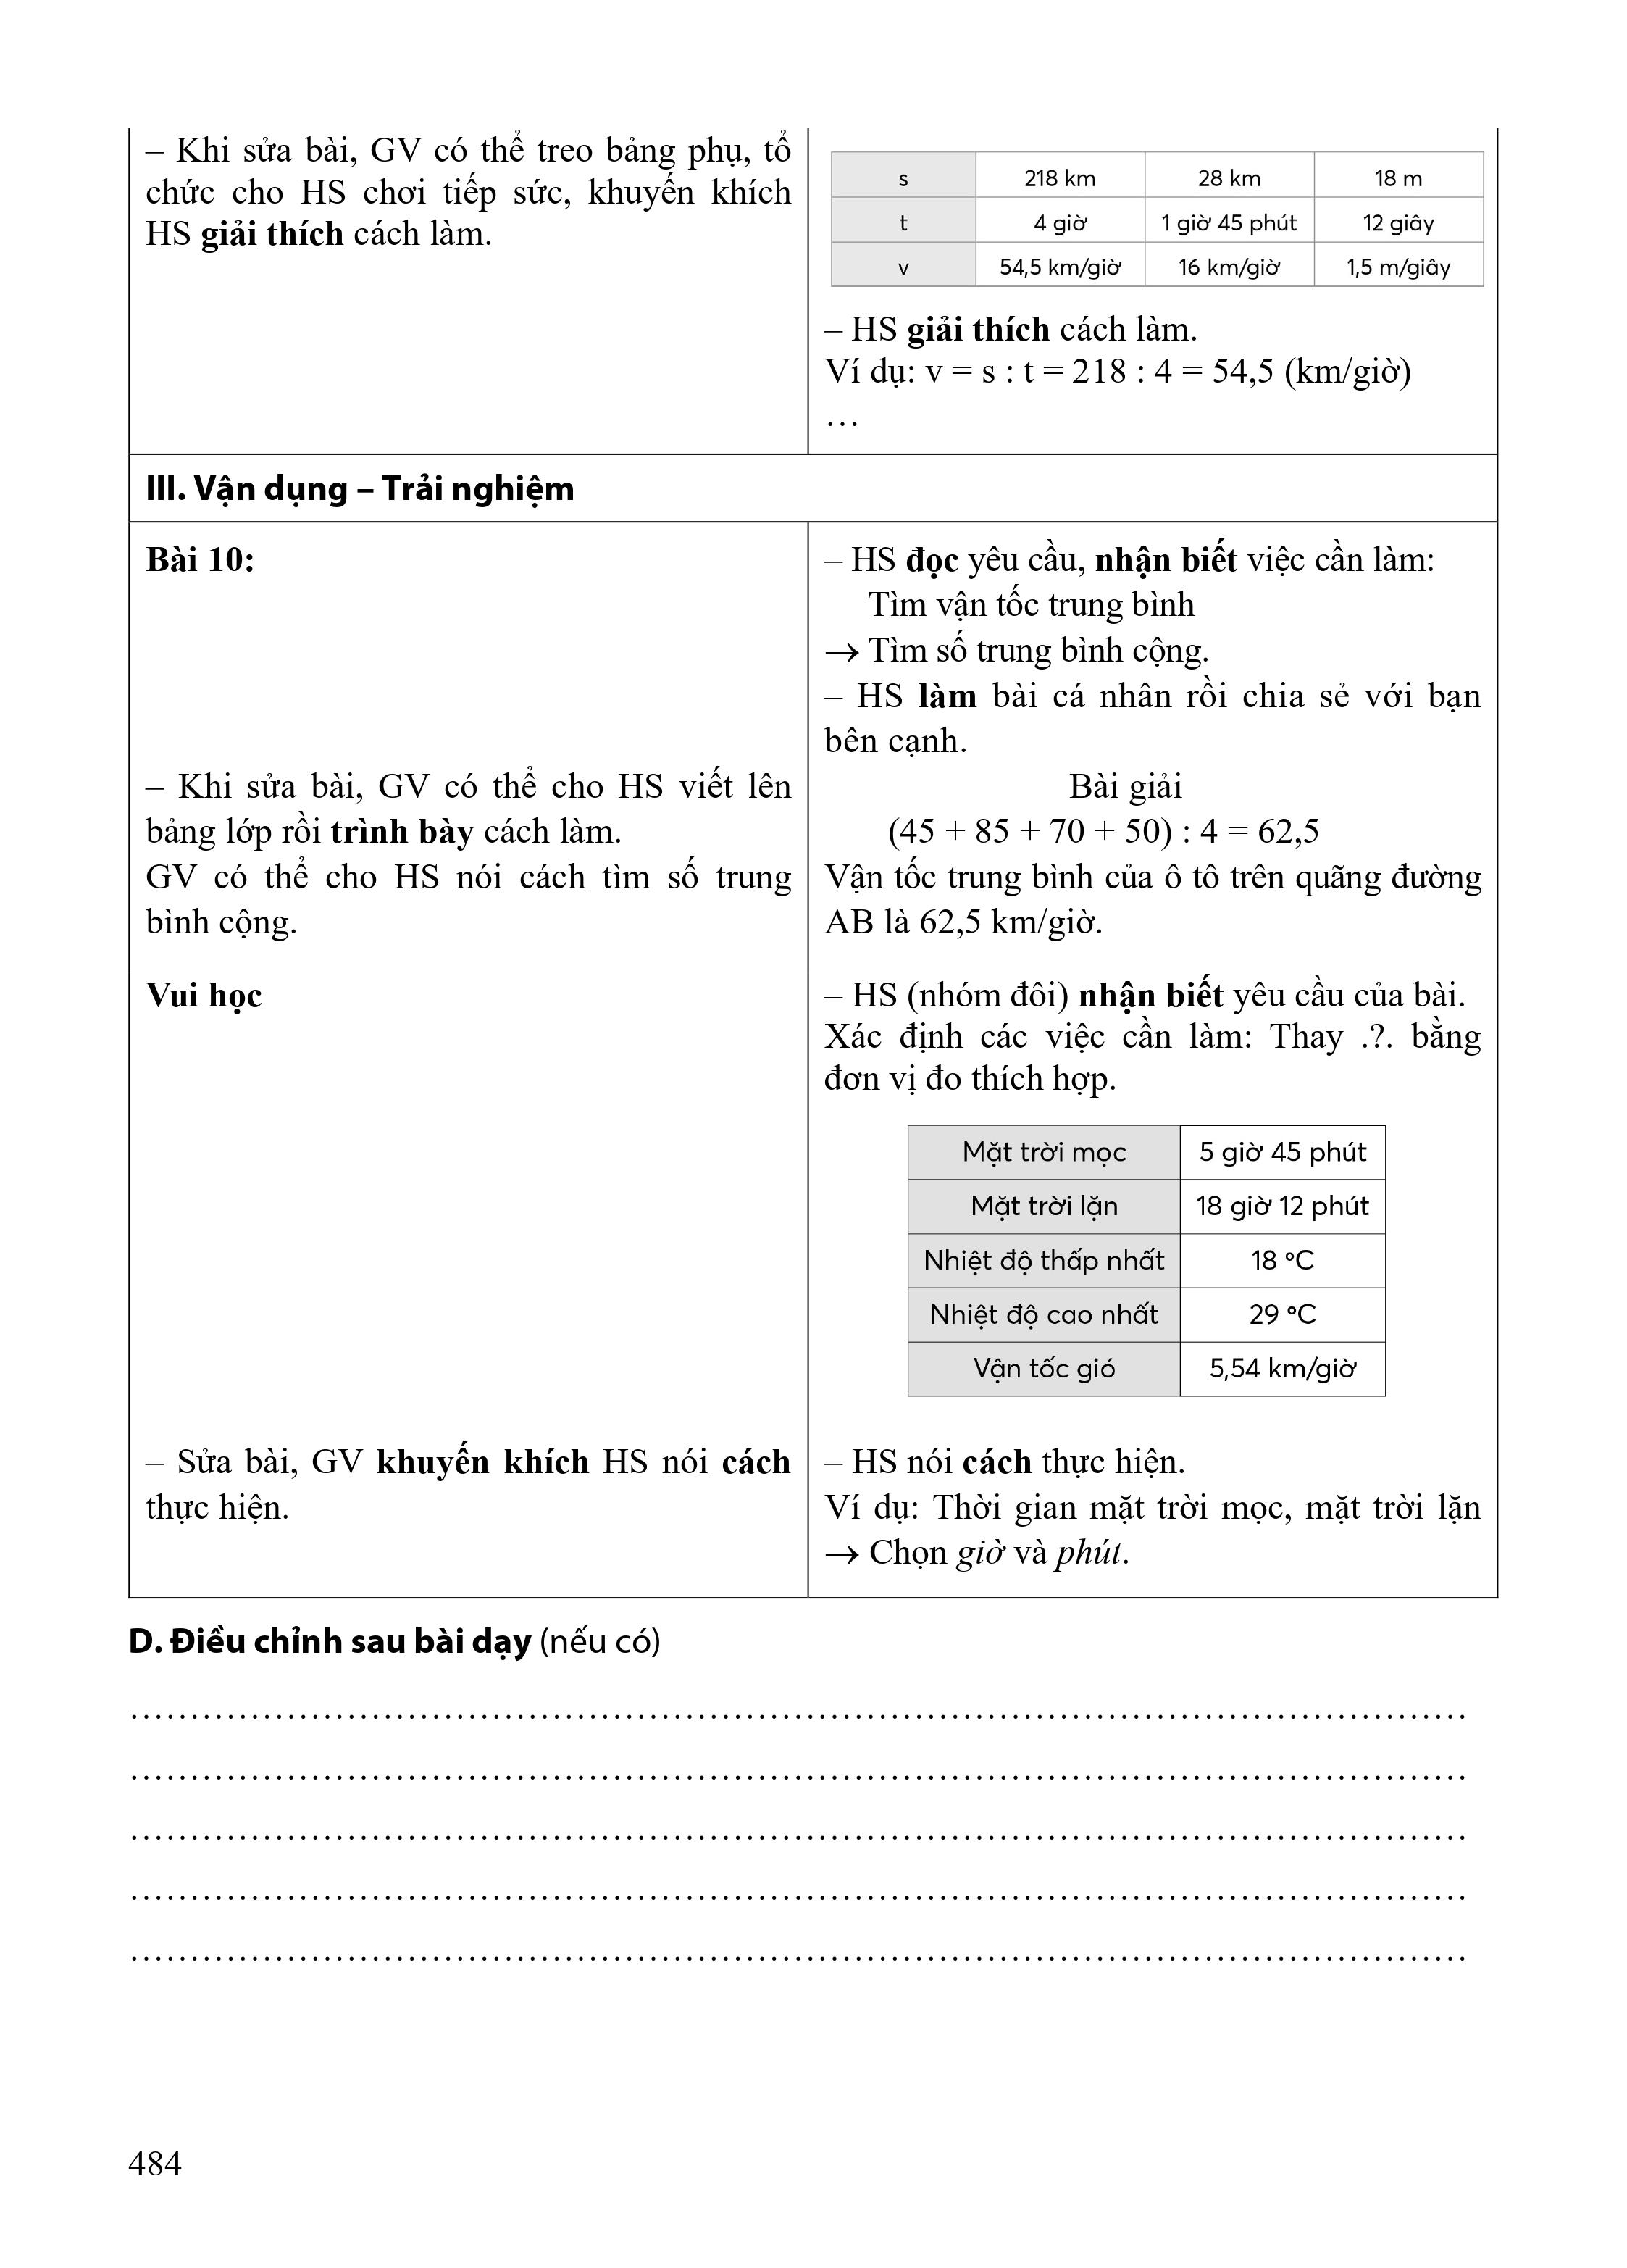 – Khi sửa bài, GV có thể treo bảng phụ, tổ
chức cho HS chơi tiếp sức, khuyến khích
HS giải thích cách làm.
s 218 km 28 km 18 m
t 4 giờ 1 giờ 45 phút 12 giây
v 54,5 km/giờ 16 km/giờ 1,5 m/giây
– HS giải thích cách làm.
Ví dụ: v = s : t = 218 : 4 = 54,5 (km/giờ)
…
III. Vận dụng – Trải nghiệm
Bài 10:
– HS đọc yêu cầu, nhận biết việc cần làm:
Tìm vận tốc trung bình
→ Tìm số trung bình cộng.
– HS làm bài cá nhân rồi chia sẻ với bạn
bên cạnh.
– Khi sửa bài, GV có thể cho HS viết lên
bảng lớp rồi trình bày cách làm.
GV có thể cho HS nói cách tìm số trung
bình cộng.
Bài giải
(45 + 85 + 70 + 50) : 4 = 62,5
Vận tốc trung bình của ô tô trên quãng đường
AB là 62,5 km/giờ.
Vui học
– HS (nhóm đôi) nhận biết yêu cầu của bài.
Xác định các việc cần làm: Thay .?. bằng
đơn vị đo thích hợp.
Mặt trời mọc 5 giờ 45 phút
Mặt trời lặn 18 giờ 12 phút
Nhiệt độ thấp nhất 18 °C
Nhiệt độ cao nhất 29 °C
Vận tốc gió 5,54 km/giờ
– Sửa bài, GV khuyến khích HS nói cách
thực hiện.
– HS nói cách thực hiện.
Ví dụ: Thời gian mặt trời mọc, mặt trời lặn
→ Chọn giờ và phút.
D. Điều chỉnh sau bài dạy (nếu có)
484